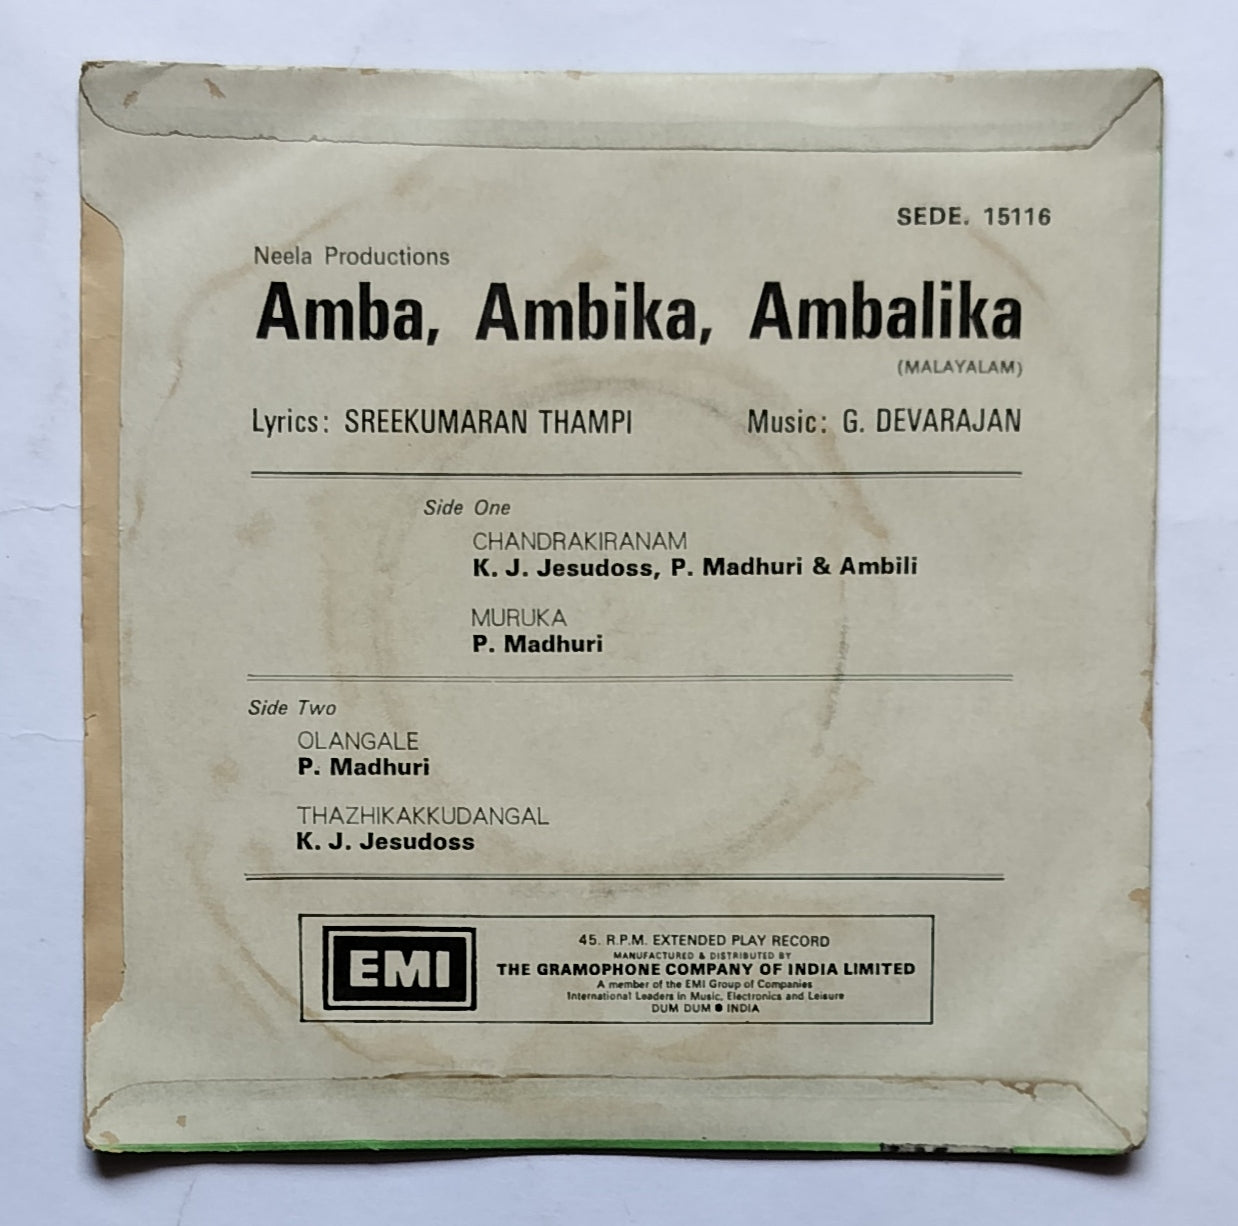 SEDE. 15116
Neela Productions
Amba, Ambika, Ambalika
(MALAYALAM)
Lyrics: SREEKUMARAN THAMPI Music: G. DEVARAJAN
Side One
CHANDRAKIRANAM
K. J. Jesudoss, P. Madhuri & Ambili
MURUKA
P. Madhuri
Side Two
OLANGALE
P. Madhuri
THAZHIKAKKUDANGAL
K. J. Jesudoss
EMI
45. R.P.M. EXTENDED PLAY RECORD
MANUFACTURED & DISTRIBUTED BY
THE GRAMOPHONE COMPANY OF INDIA LIMITED
A member of the EMI Group of Companies
International Leaders in Music, Electronics and Leisure
DUM DUM ● INDIA